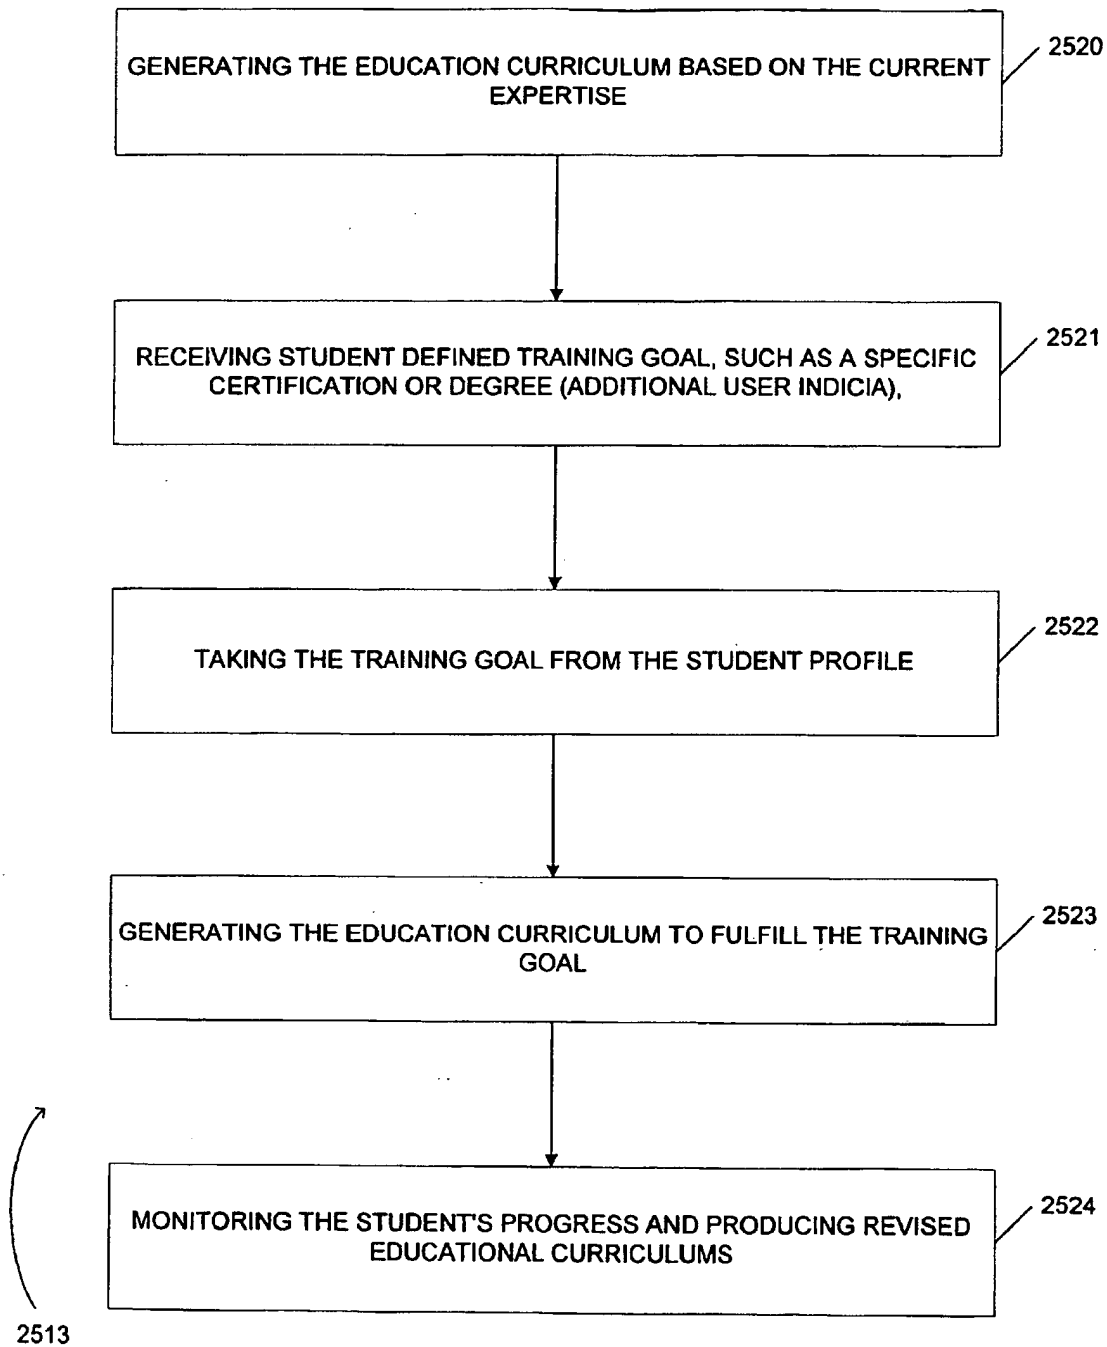 GENERATING THE EDUCATION CURRICULUM BASED ON THE CURRENT
EXPERTISE
2520
RECEIVING STUDENT DEFINED TRAINING GOAL, SUCH AS A SPECIFIC
CERTIFICATION OR DEGREE (ADDITIONAL USER INDICIA),
2521
TAKING THE TRAINING GOAL FROM THE STUDENT PROFILE
2522
GENERATING THE EDUCATION CURRICULUM TO FULFILL THE TRAINING
GOAL
2523
MONITORING THE STUDENT'S PROGRESS AND PRODUCING REVISED
EDUCATIONAL CURRICULUMS
2524
2513